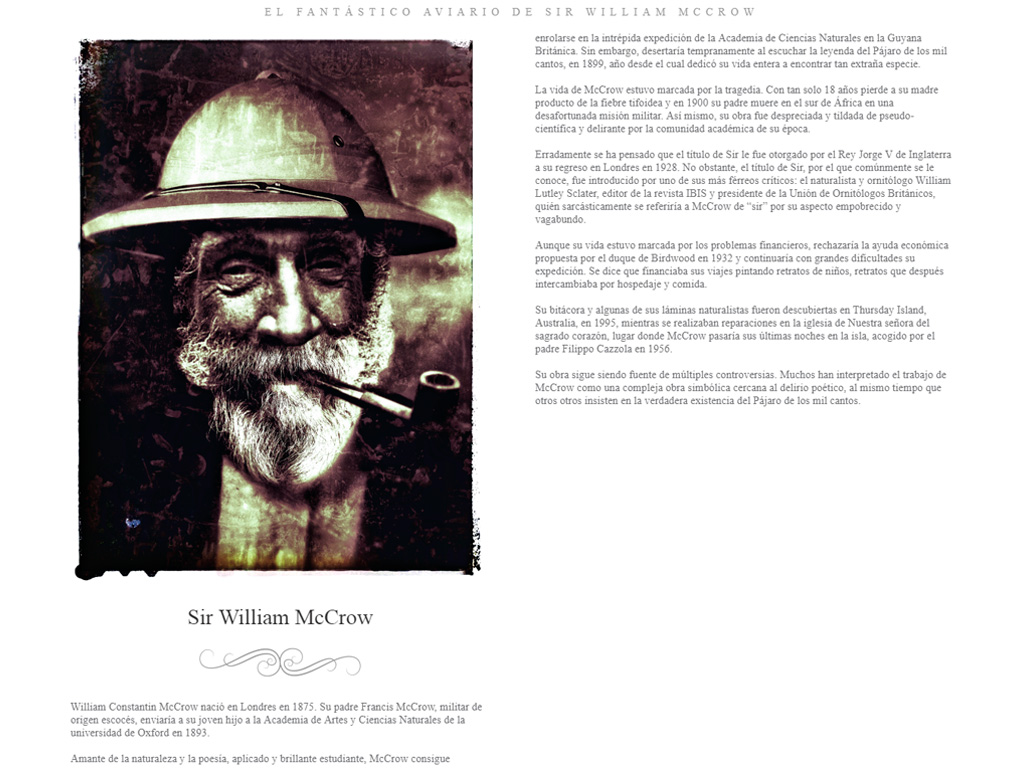 EL FANTÁSTICO AVIARIO DE SIR WILLIAM MCCROW
Sir William McCrow
William Constantin McCrow nació en Londres en 1875. Su padre Francis McCrow, militar de
origen escocés, enviaría a su joven hijo a la Academia de Artes y Ciencias Naturales de la
universidad de Oxford en 1893.
Amante de la naturaleza y la poesía, aplicado y brillante estudiante, McCrow consigue
enrolarse en la intrépida expedición de la Academia de Ciencias Naturales en la Guyana
Británica. Sin embargo, desertaría tempranamente al escuchar la leyenda del Pájaro de los mil
cantos, en 1899, año desde el cual dedicó su vida entera a encontrar tan extraña especie.
La vida de McCrow estuvo marcada por la tragedia. Con tan solo 18 años pierde a su madre
producto de la fiebre tifoidea y en 1900 su padre muere en el sur de África en una
desafortunada misión militar. Así mismo, su obra fue despreciada y tildada de pseudo-
científica y delirante por la comunidad académica de su época.
Erradamente se ha pensado que el título de Sir le fue otorgado por el Rey Jorge V de Inglaterra
a su regreso en Londres en 1928. No obstante, el título de Sir, por el que comúnmente se le
conoce, fue introducido por uno de sus más férreos críticos: el naturalista y ornitólogo William
Lutley Sclater, editor de la revista IBIS y presidente de la Unión de Ornitólogos Británicos,
quién sarcásticamente se referiría a McCrow de “sir” por su aspecto empobrecido y
vagabundo.
Aunque su vida estuvo marcada por los problemas financieros, rechazaría la ayuda económica
propuesta por el duque de Birdwood en 1932 y continuaría con grandes dificultades su
expedición. Se dice que financiaba sus viajes pintando retratos de niños, retratos que después
intercambiaba por hospedaje y comida.
Su bitácora y algunas de sus láminas naturalistas fueron descubiertas en Thursday Island,
Australia, en 1995, mientras se realizaban reparaciones en la iglesia de Nuestra señora del
sagrado corazón, lugar donde McCrow pasaría sus últimas noches en la isla, acogido por el
padre Filippo Cazzola en 1956.
Su obra sigue siendo fuente de múltiples controversias. Muchos han interpretado el trabajo de
McCrow como una compleja obra simbólica cercana al delirio poético, al mismo tiempo que
otros otros insisten en la verdadera existencia del Pájaro de los mil cantos.